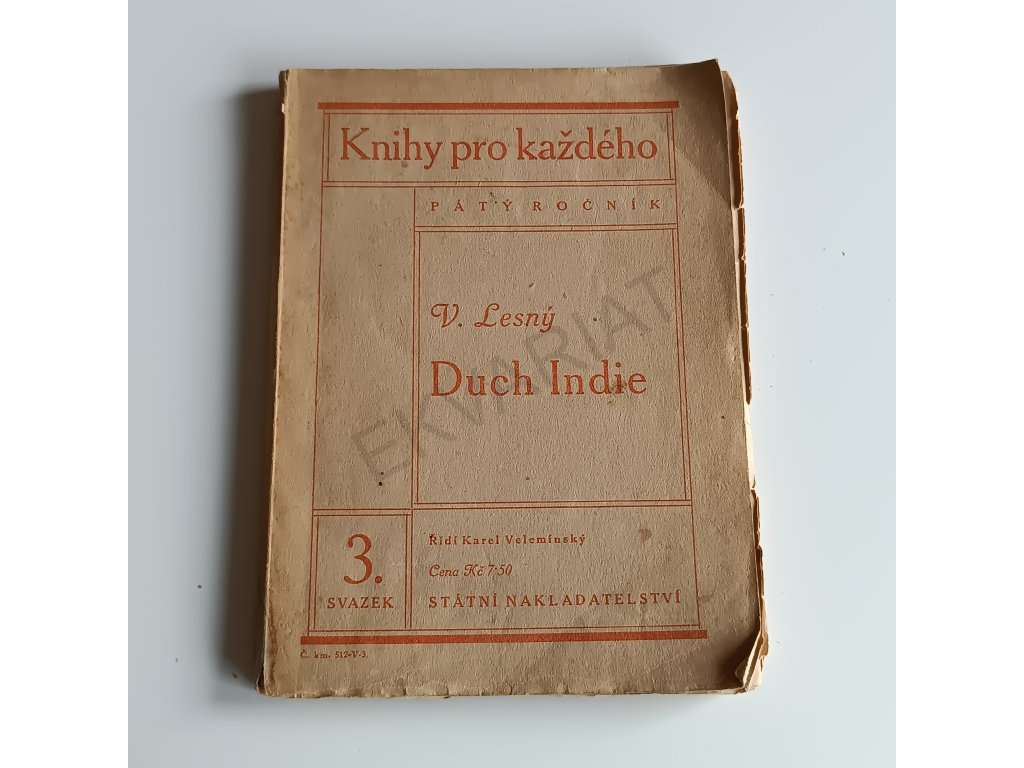 Knihy pro každého
PÁTÝ ROČNÍK
V. Lesný
Duch Indie
EKVARIÁT
3.
SVAZEK
Řídí Karel Velemínský
Cena Kč 7·50
STÁTNÍ NAKLADATELSTVÍ
Č. km. 512-V-3.